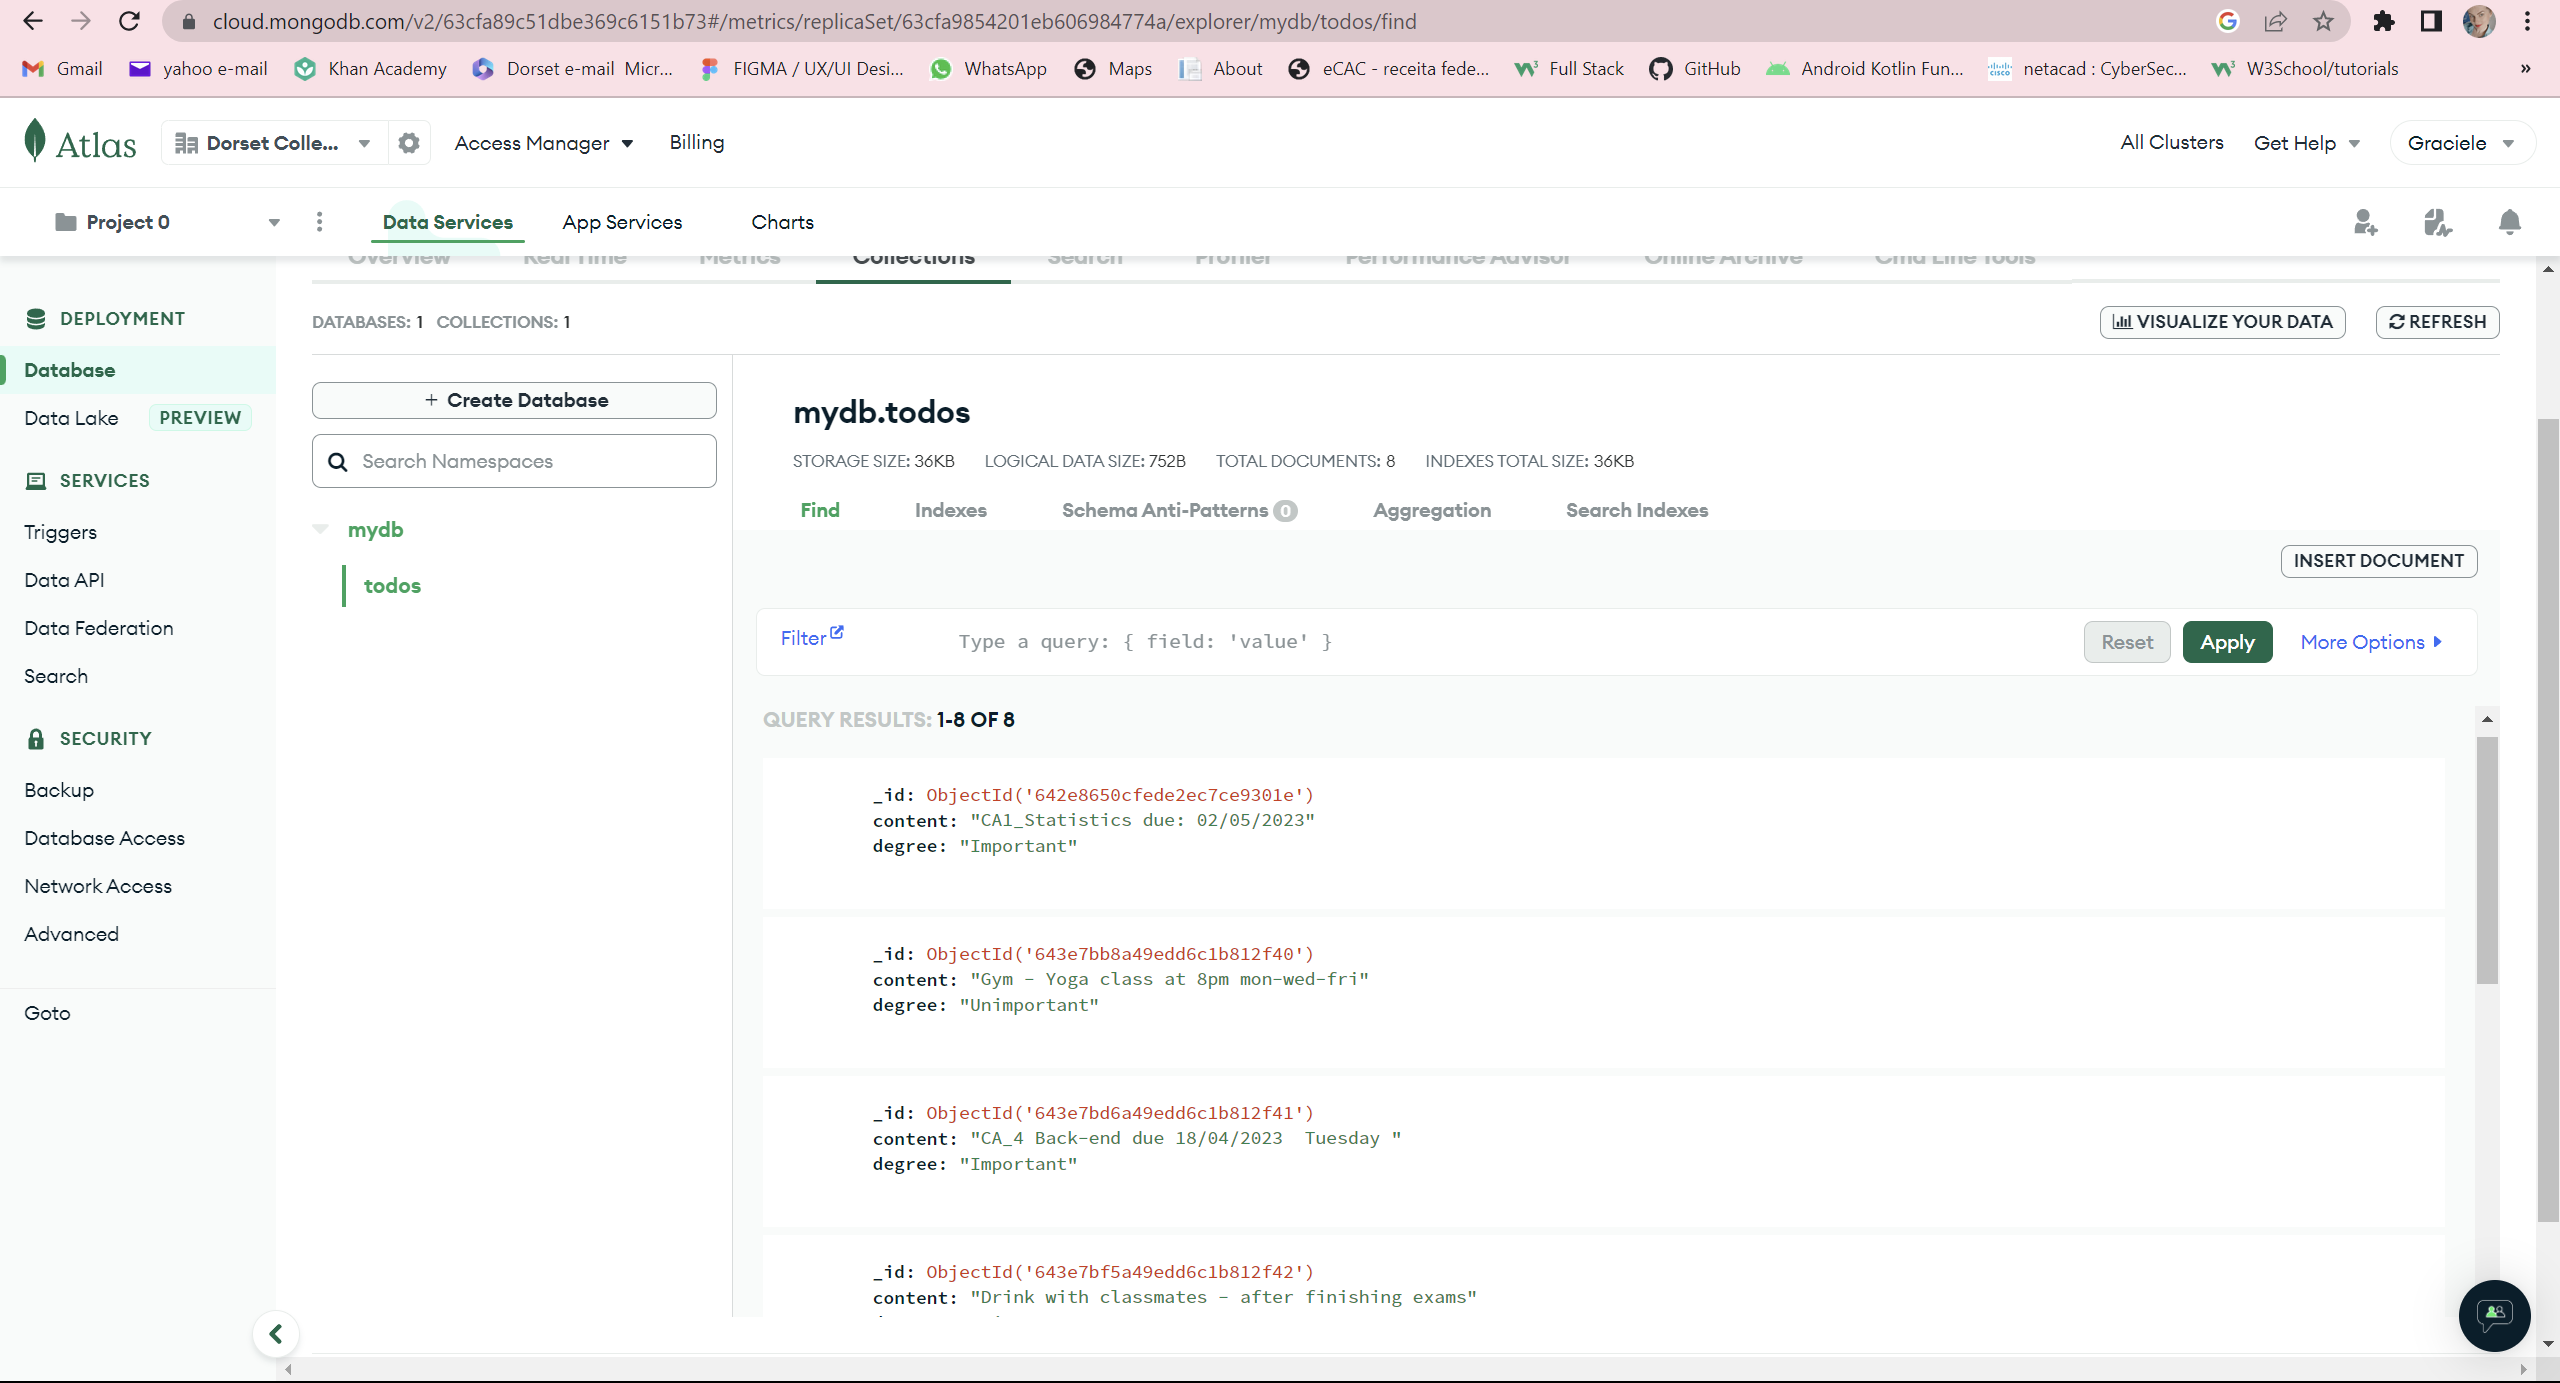 cloud.mongodb.com/v2/63cfa89c51dbe369c6151b73#/metrics/replicaSet/63cfa9854201eb606984774a/explorer/mydb/todos/find
Gmail yahoo e-mail Khan Academy Dorset e-mail Micr... FIGMA / UX/UI Desi... WhatsApp Maps About eCAC - receita fede... Full Stack GitHub Android Kotlin Fun... netacad : CyberSec... W3School/tutorials »
Atlas Dorset Colle... Access Manager Billing All Clusters Get Help Graciele
Project 0 Data Services App Services Charts
Overview Real Time Metrics Collections Search Profiler Performance Advisor Online Archive Cmd Line Tools
DEPLOYMENT
DATABASES: 1 COLLECTIONS: 1 VISUALIZE YOUR DATA REFRESH
Database
Data Lake PREVIEW
SERVICES
Triggers
Data API
Data Federation
Search
SECURITY
Backup
Database Access
Network Access
Advanced
Goto
+ Create Database
Search Namespaces
mydb
todos
mydb.todos
STORAGE SIZE: 36KB LOGICAL DATA SIZE: 752B TOTAL DOCUMENTS: 8 INDEXES TOTAL SIZE: 36KB
Find Indexes Schema Anti-Patterns 0 Aggregation Search Indexes
INSERT DOCUMENT
Filter Type a query: { field: 'value' } Reset Apply More Options
QUERY RESULTS: 1-8 OF 8
_id: ObjectId('642e8650cfede2ec7ce9301e')
content: "CA1_Statistics due: 02/05/2023"
degree: "Important"
_id: ObjectId('643e7bb8a49edd6c1b812f40')
content: "Gym - Yoga class at 8pm mon-wed-fri"
degree: "Unimportant"
_id: ObjectId('643e7bd6a49edd6c1b812f41')
content: "CA_4 Back-end due 18/04/2023  Tuesday "
degree: "Important"
_id: ObjectId('643e7bf5a49edd6c1b812f42')
content: "Drink with classmates - after finishing exams"